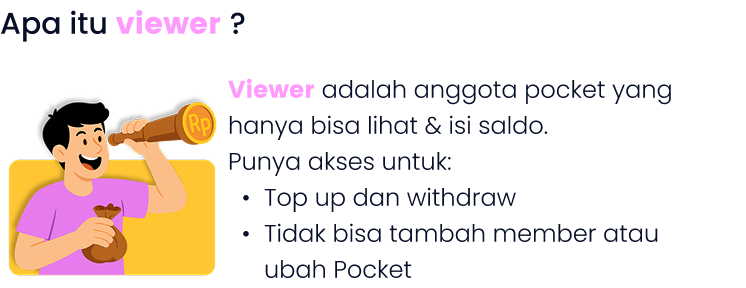 Apa itu viewer ?
Viewer adalah anggota pocket yang
hanya bisa lihat & isi saldo.
Punya akses untuk:
• Top up dan withdraw
• Tidak bisa tambah member atau
ubah Pocket
Rp